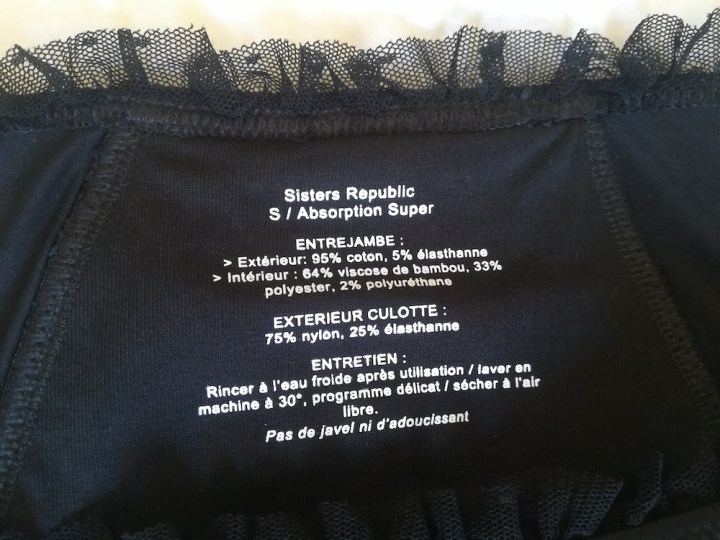 Sisters Republic
S / Absorption Super
ENTREJAMBE :
> Extérieur: 95% coton, 5% élasthanne
> Intérieur : 64% viscose de bambou, 33%
polyester, 2% polyuréthane
EXTERIEUR CULOTTE :
75% nylon, 25% élasthanne
ENTRETIEN :
Rincer à l'eau froide après utilisation / laver en
machine à 30°, programme délicat / sécher à l'air
libre.
Pas de javel ni d'adoucissant